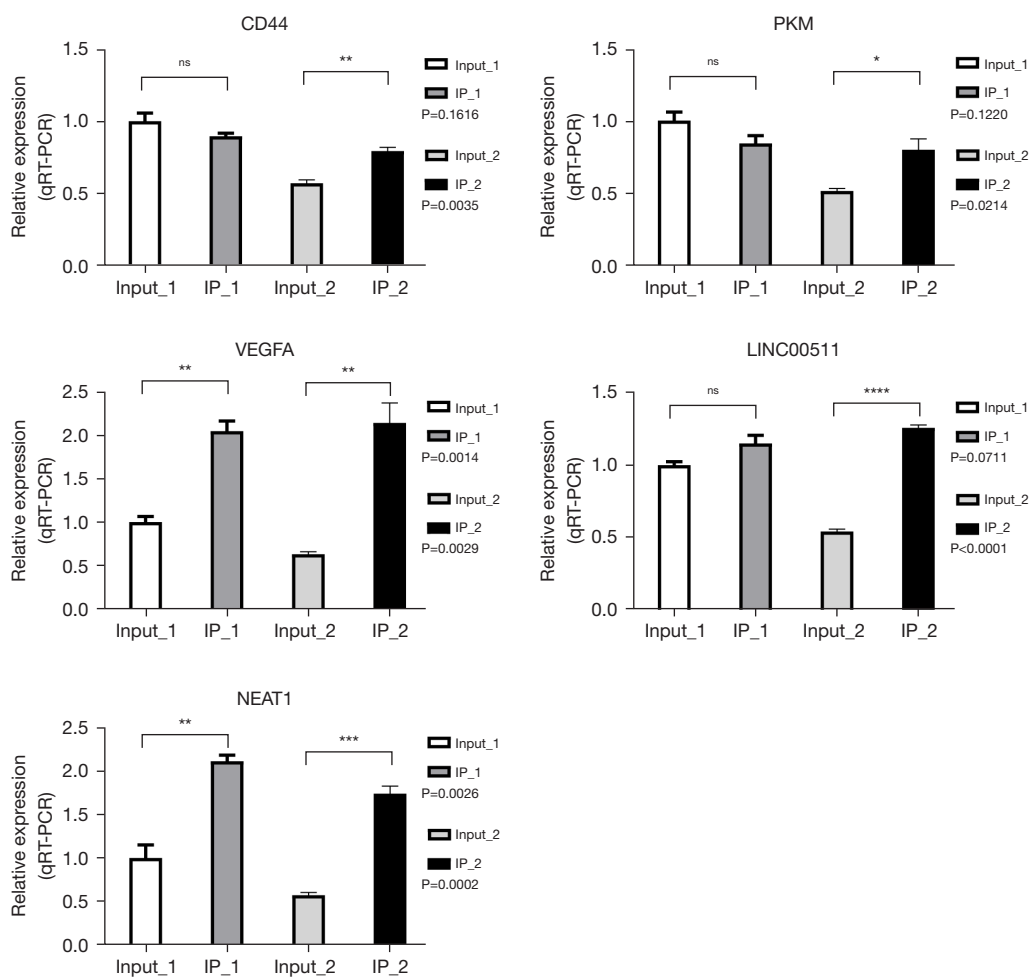 CD44
Relative expression
(qRT-PCR)
1.5
1.0
0.5
0.0
ns
**
Input_1
IP_1
P=0.1616
Input_2
IP_2
P=0.0035
Input_1 IP_1 Input_2 IP_2
PKM
Relative expression
(qRT-PCR)
1.5
1.0
0.5
0.0
ns
*
Input_1
IP_1
P=0.1220
Input_2
IP_2
P=0.0214
Input_1 IP_1 Input_2 IP_2
VEGFA
Relative expression
(qRT-PCR)
2.5
2.0
1.5
1.0
0.5
0.0
**
**
Input_1
IP_1
P=0.0014
Input_2
IP_2
P=0.0029
Input_1 IP_1 Input_2 IP_2
LINC00511
Relative expression
(qRT-PCR)
1.5
1.0
0.5
0.0
ns
****
Input_1
IP_1
P=0.0711
Input_2
IP_2
P<0.0001
Input_1 IP_1 Input_2 IP_2
NEAT1
Relative expression
(qRT-PCR)
2.5
2.0
1.5
1.0
0.5
0.0
**
***
Input_1
IP_1
P=0.0026
Input_2
IP_2
P=0.0002
Input_1 IP_1 Input_2 IP_2